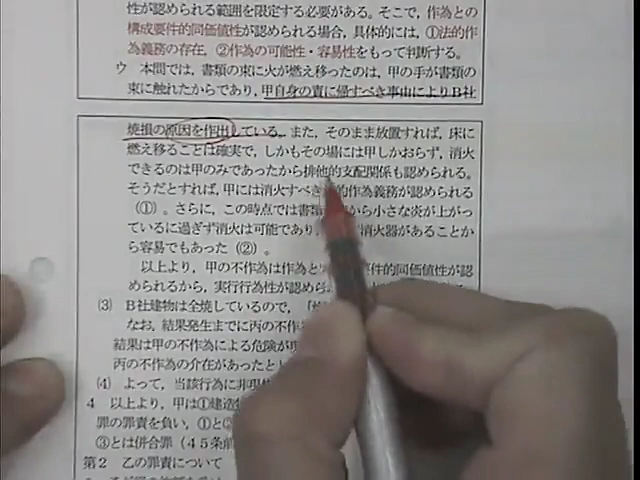 性が認められる範囲を限定する必要がある。そこで，作為との
構成要件的同価値性が認められる場合，具体的には，①法的作
為義務の存在，②作為の可能性・容易性をもって判断する。
ウ 本問では，書類の束に火が燃え移ったのは，甲の手が書類の
束に触れたからであり，甲自身の責に帰すべき事由によりＢ社
焼損の原因を作出している。また，そのまま放置すれば，床に
燃え移ることは確実で，しかもその場には甲しかおらず，消火
できるのは甲のみであったから排他的支配関係も認められる。
そうだとすれば，甲には消火すべき 的作為義務が認められる
（①）。さらに，この時点では書類 から小さな炎が上がっ
ているに過ぎず消火は可能であり， 消火器があることか
ら容易でもあった（②）。
以上より，甲の不作為は作為と 要件的同価値性が認
められるから，実行行為性が認め
(3) Ｂ社建物は全焼しているので，
なお，結果発生までに丙の不作
結果は甲の不作為による危険が現
丙の不作為の介在があったと
(4) よって，当該行為に非現
4 以上より，甲は①建造
罪の罪責を負い，①と
③とは併合罪（４５条前
第２ 乙の罪責について